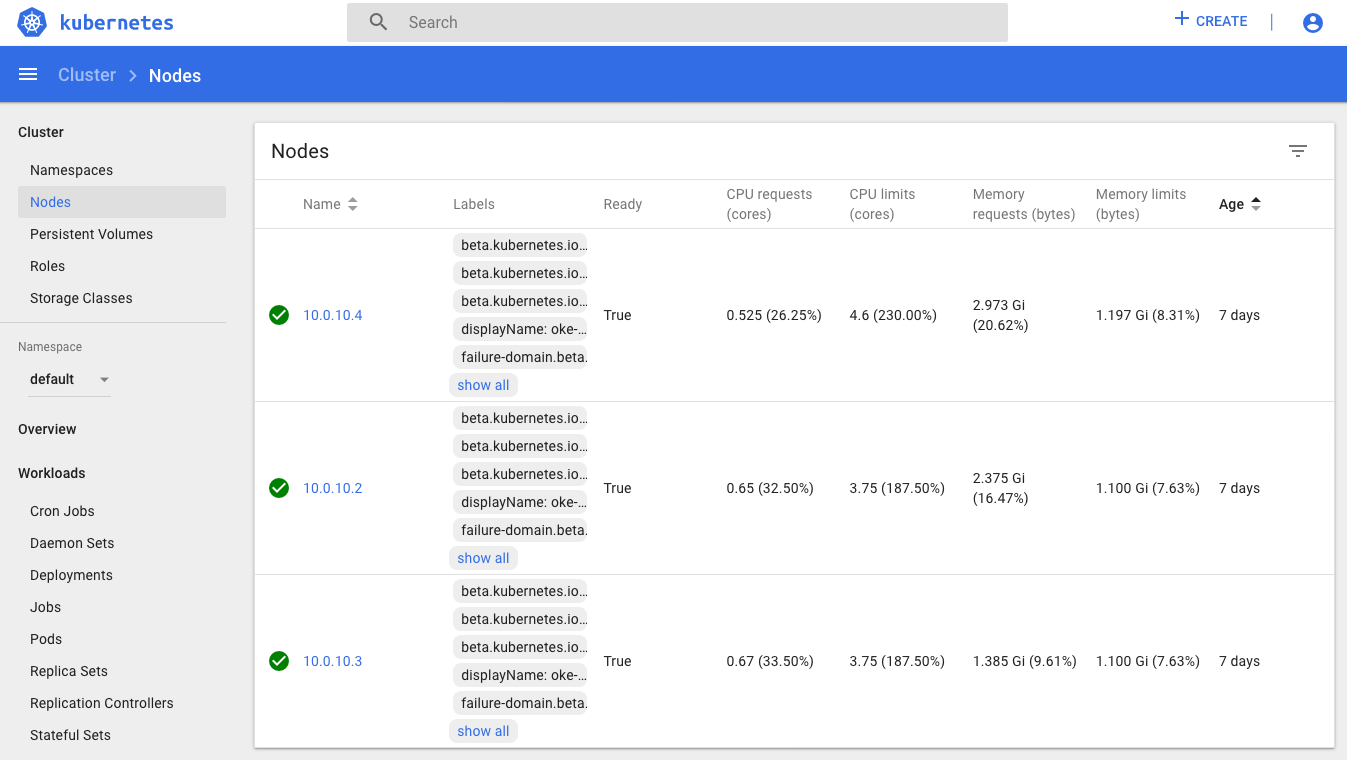 kubernetes
Search
CREATE
Cluster
Nodes
Cluster
Namespaces
Nodes
Persistent Volumes
Roles
Storage Classes
Namespace
default
Overview
Workloads
Cron Jobs
Daemon Sets
Deployments
Jobs
Pods
Replica Sets
Replication Controllers
Stateful Sets
Nodes
Name
Labels
Ready
CPU requests
(cores)
CPU limits
(cores)
Memory
requests (bytes)
Memory limits
(bytes)
Age
10.0.10.4
beta.kubernetes.io...
beta.kubernetes.io...
beta.kubernetes.io...
displayName: oke-...
failure-domain.beta.
show all
True
0.525 (26.25%)
4.6 (230.00%)
2.973 Gi
(20.62%)
1.197 Gi (8.31%)
7 days
10.0.10.2
beta.kubernetes.io...
beta.kubernetes.io...
beta.kubernetes.io...
displayName: oke-...
failure-domain.beta.
show all
True
0.65 (32.50%)
3.75 (187.50%)
2.375 Gi
(16.47%)
1.100 Gi (7.63%)
7 days
10.0.10.3
beta.kubernetes.io...
beta.kubernetes.io...
beta.kubernetes.io...
displayName: oke-...
failure-domain.beta.
show all
True
0.67 (33.50%)
3.75 (187.50%)
1.385 Gi (9.61%)
1.100 Gi (7.63%)
7 days